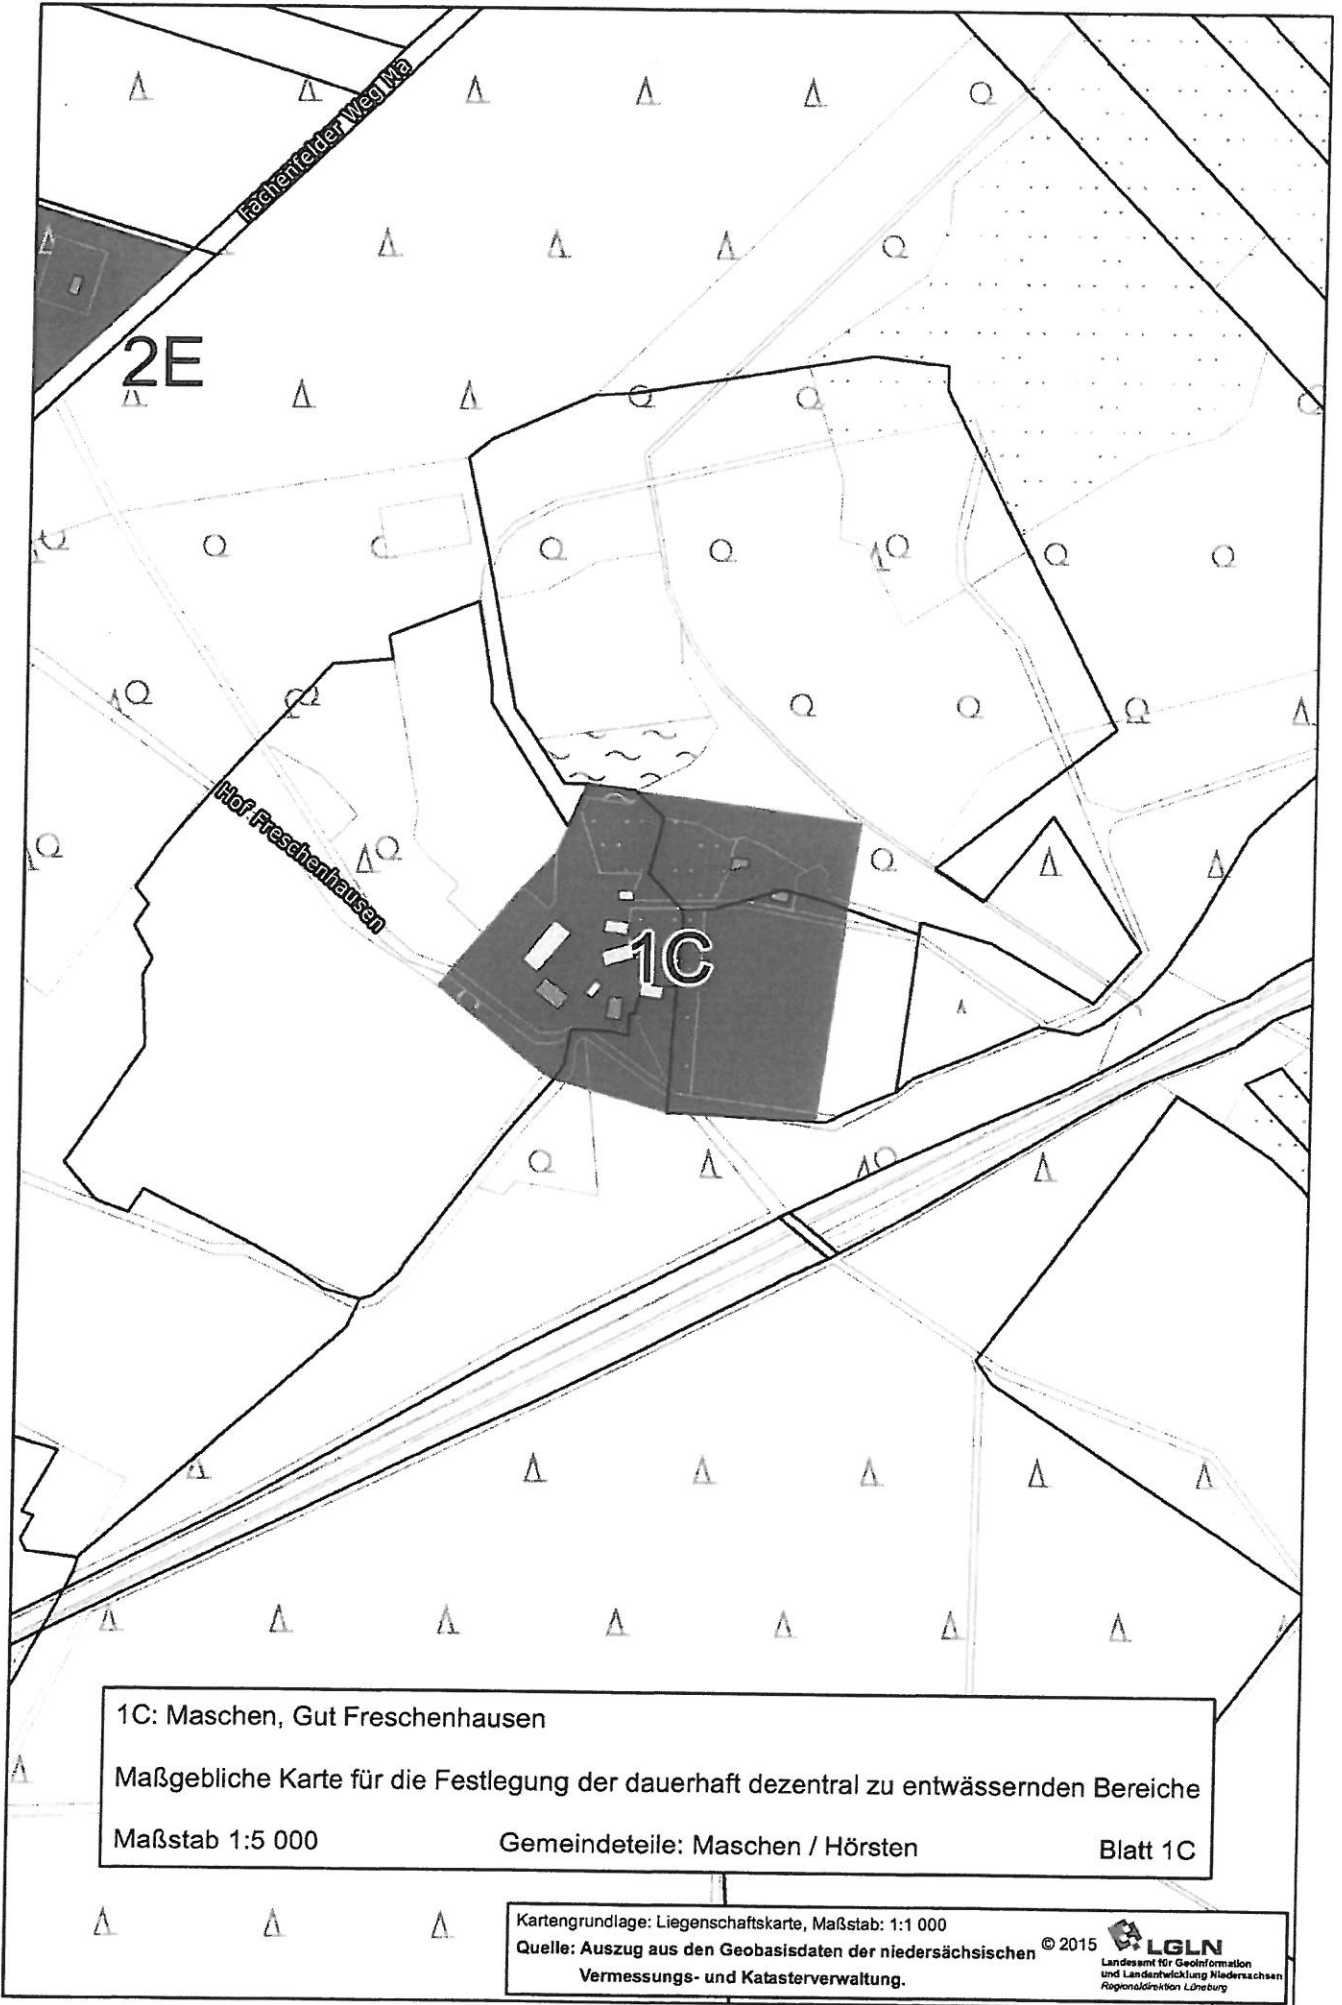 Fachenfelder Weg Ma
2E
Hof Freschenhausen
1C
1C: Maschen, Gut Freschenhausen
Maßgebliche Karte für die Festlegung der dauerhaft dezentral zu entwässernden Bereiche
Maßstab 1:5 000 Gemeindeteile: Maschen / Hörsten Blatt 1C
Kartengrundlage: Liegenschaftskarte, Maßstab: 1:1 000
Quelle: Auszug aus den Geobasisdaten der niedersächsischen
Vermessungs- und Katasterverwaltung.
© 2015
LGLN
Landesamt für Geoinformation
und Landentwicklung Niedersachsen
Regionaldirektion Lüneburg